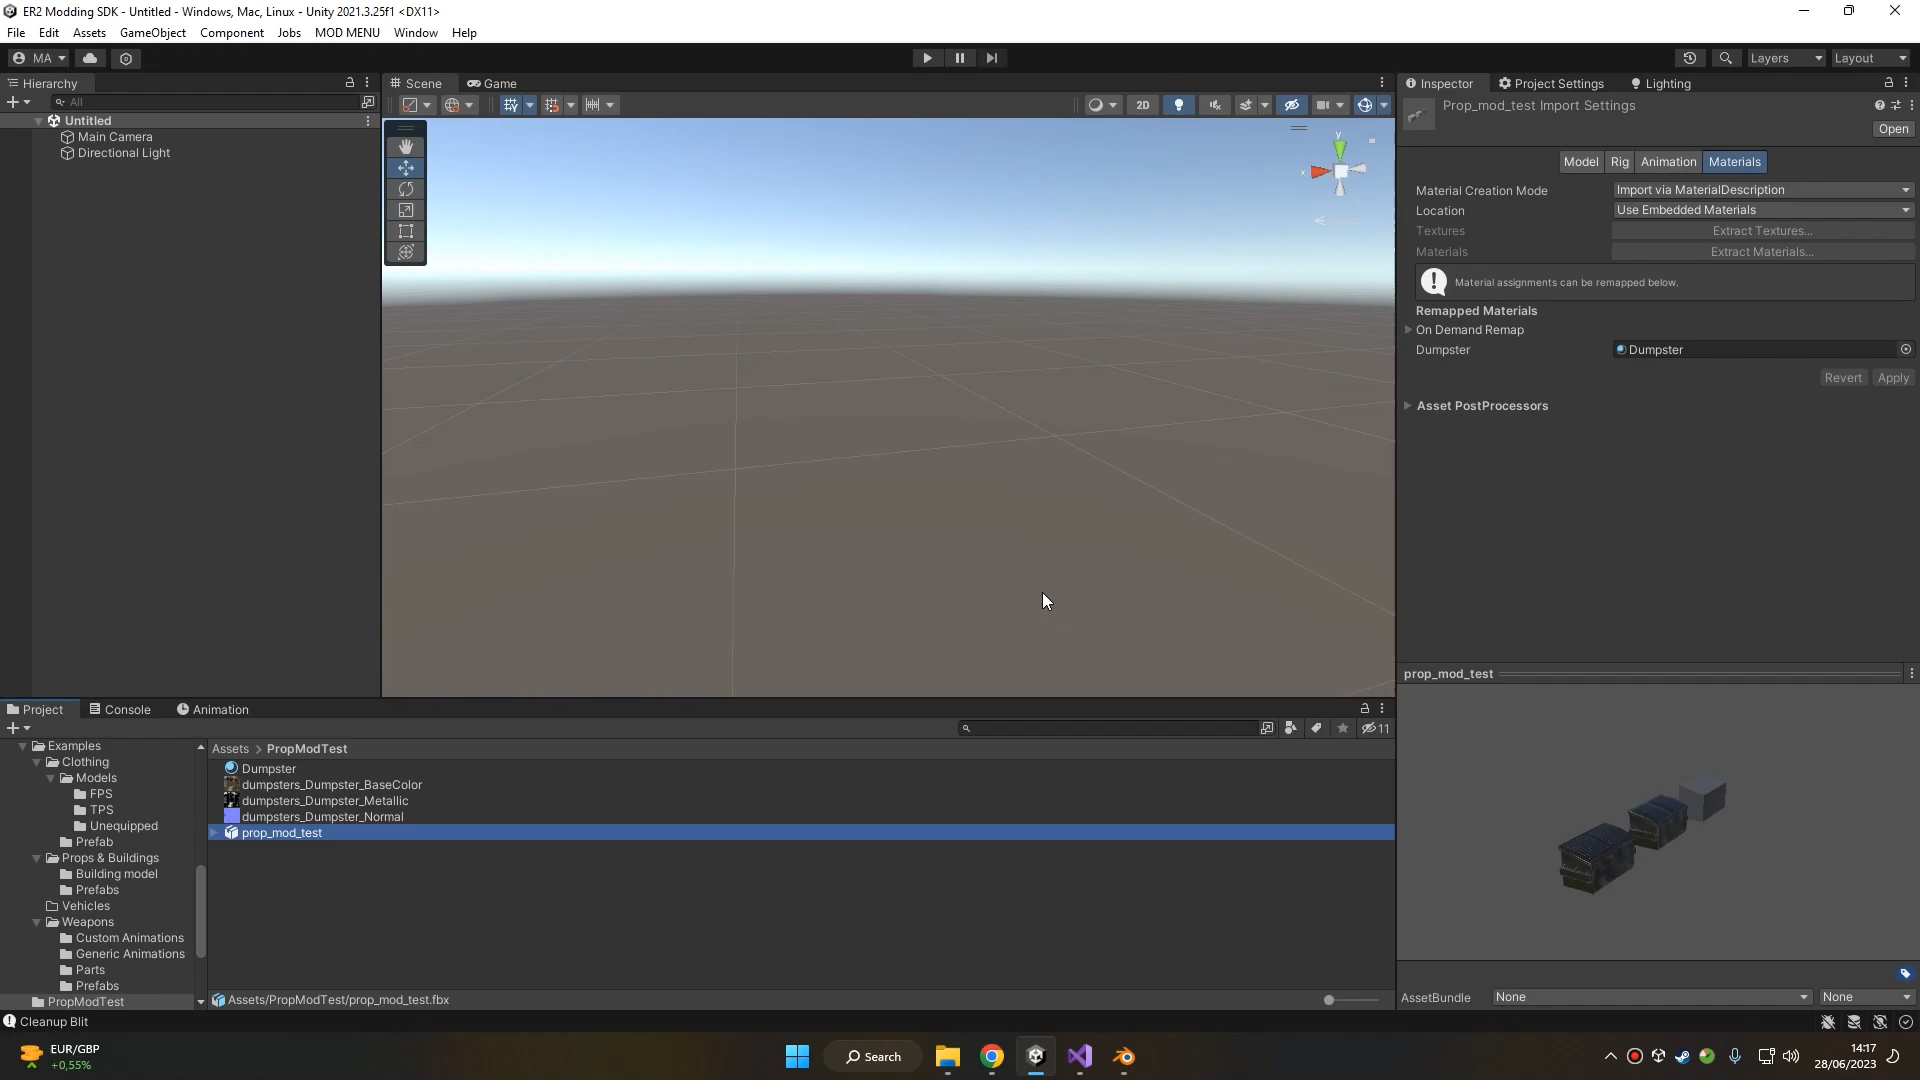 ER2 Modding SDK - Untitled - Windows, Mac, Linux - Unity 2021.3.25f1 <DX11>
File Edit Assets GameObject Component Jobs MOD MENU Window Help
MA Layers Layout
Hierarchy
All
Untitled
Main Camera
Directional Light
Scene Game
2D
y
x
Inspector Project Settings Lighting
Prop_mod_test Import Settings
Open
Model Rig Animation Materials
Material Creation Mode Import via MaterialDescription
Location Use Embedded Materials
Textures Extract Textures...
Materials Extract Materials...
Material assignments can be remapped below.
Remapped Materials
On Demand Remap
Dumpster Dumpster
Revert Apply
Asset PostProcessors
prop_mod_test
AssetBundle None None
Project Console Animation
11
Examples
Clothing
Models
FPS
TPS
Unequipped
Prefab
Props & Buildings
Building model
Prefabs
Vehicles
Weapons
Custom Animations
Generic Animations
Parts
Prefabs
PropModTest
Assets > PropModTest
Dumpster
dumpsters_Dumpster_BaseColor
dumpsters_Dumpster_Metallic
dumpsters_Dumpster_Normal
prop_mod_test
Assets/PropModTest/prop_mod_test.fbx
Cleanup Blit
EUR/GBP
+0,55%
Search
14:17
28/06/2023